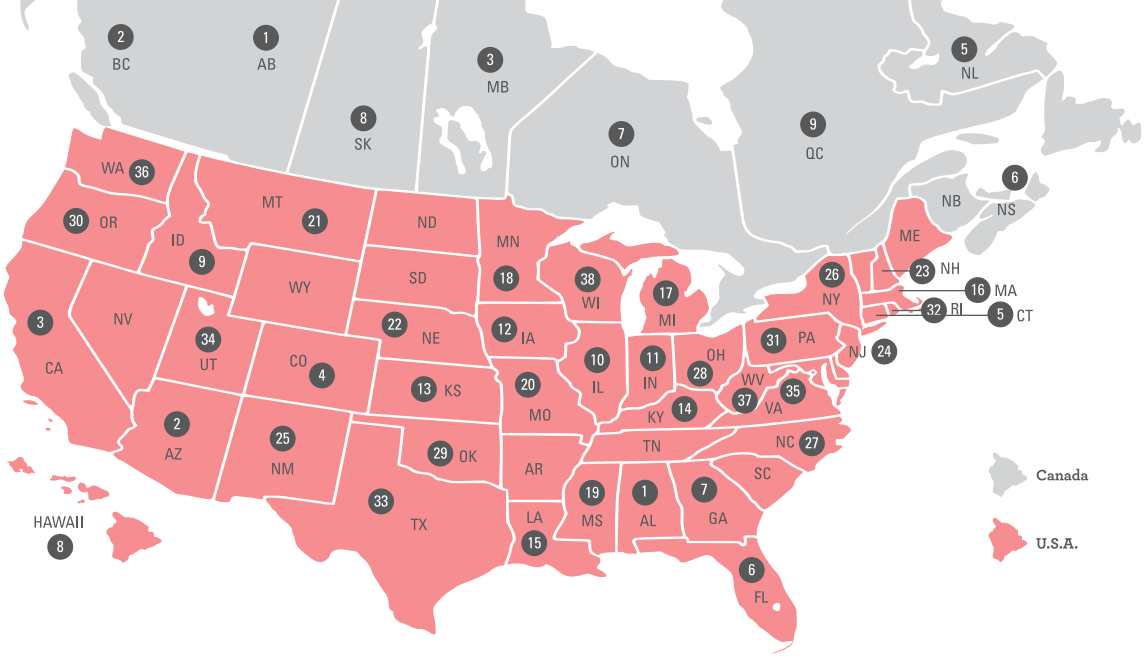 2
BC
1
AB
3
MB
8
SK
7
ON
9
QC
5
NL
6
NS
NB
WA 36
30 OR
ID
9
MT
21
ND
MN
18
SD
WY
38
WI
17
MI
26
NY
ME
23 NH
16 MA
32 RI
5 CT
3
CA
NV
34
UT
22
NE
12 IA
CO
4
13 KS
10
IL
11
IN
OH
28
31 PA
NJ 24
WV
37
35
VA
20
MO
KY 14
2
AZ
25
NM
29 OK
AR
TN
NC 27
SC
33
TX
LA
15
19
MS
1
AL
7
GA
6
FL
HAWAII
8
Canada
U.S.A.